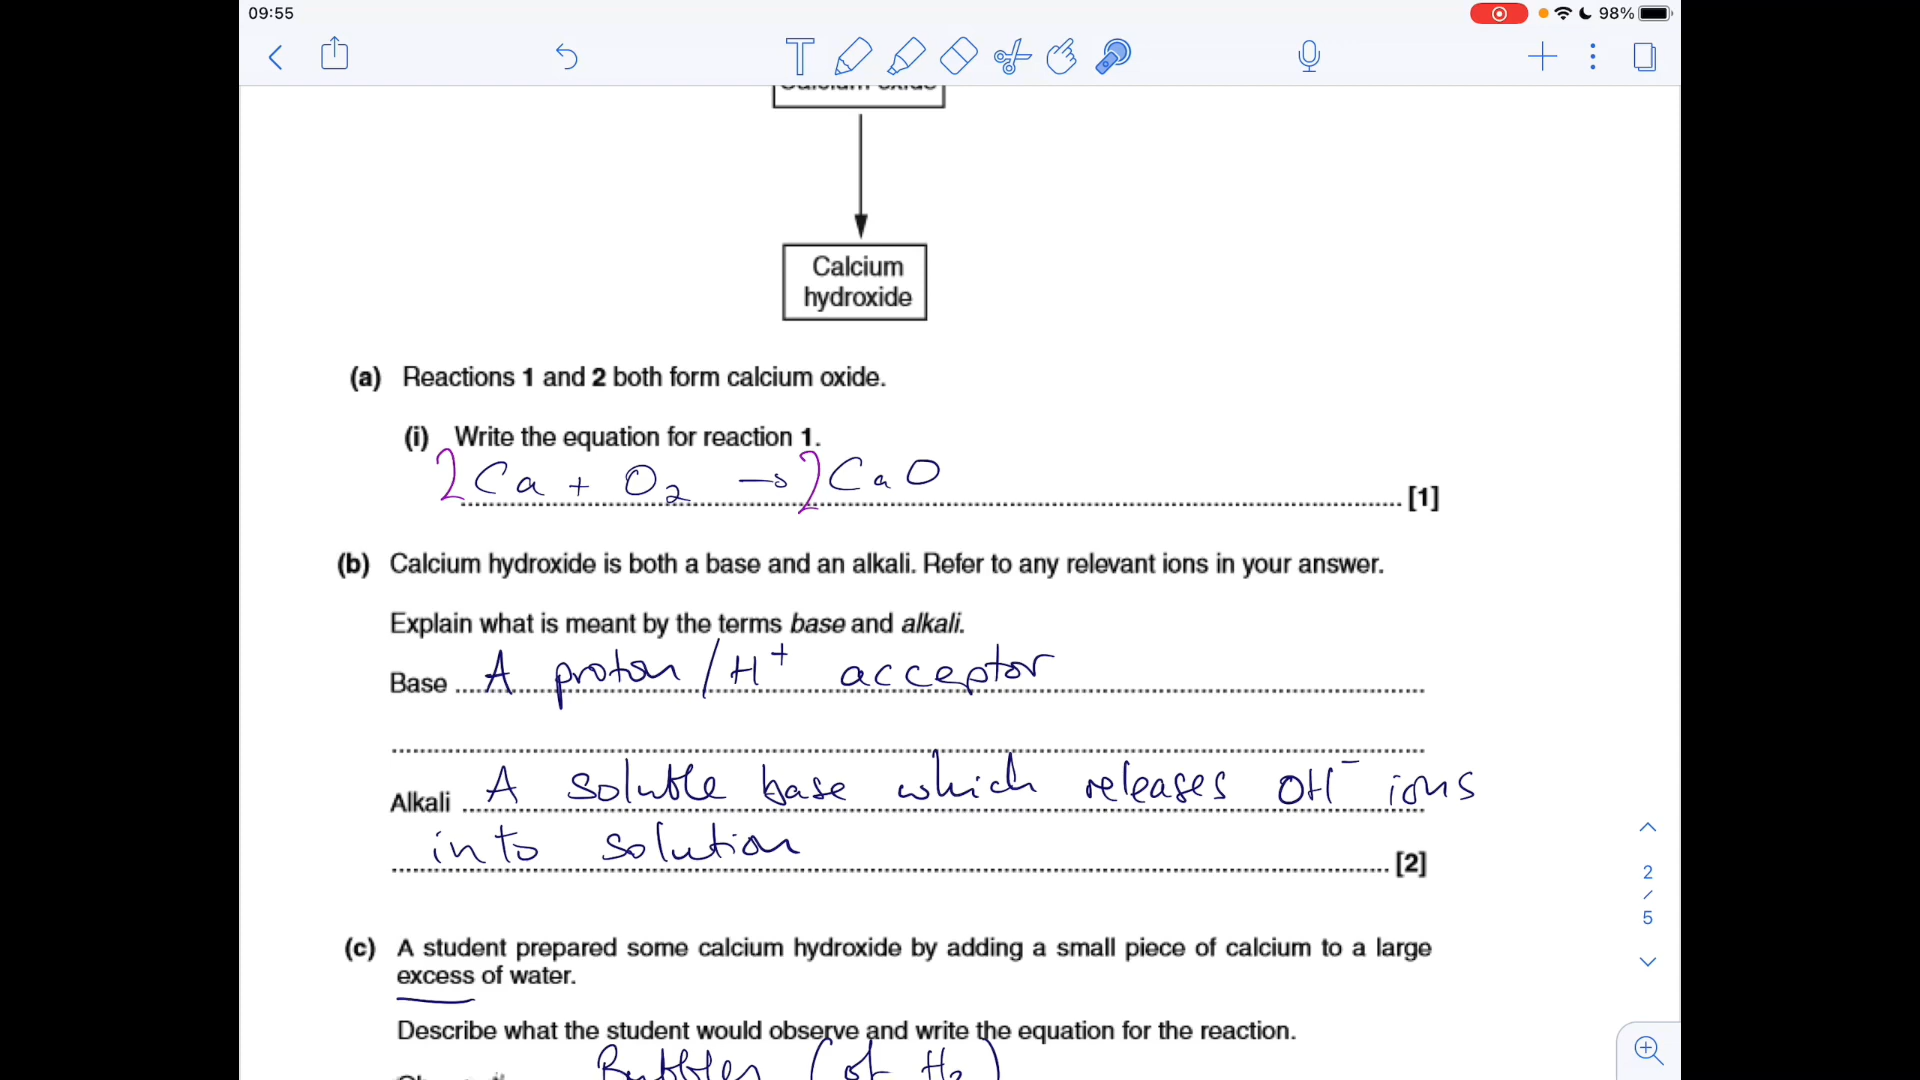 09:55
98%
T
Calcium oxide
Calcium
hydroxide
(a) Reactions 1 and 2 both form calcium oxide.
(i) Write the equation for reaction 1.
2Ca + O₂ → 2CaO
[1]
(b) Calcium hydroxide is both a base and an alkali. Refer to any relevant ions in your answer.
Explain what is meant by the terms base and alkali.
Base A proton/H⁺ acceptor
Alkali A soluble base which releases OH⁻ ions
into solution
[2]
(c) A student prepared some calcium hydroxide by adding a small piece of calcium to a large
excess of water.
Describe what the student would observe and write the equation for the reaction.
Bubbles (of H₂)
2
/
5